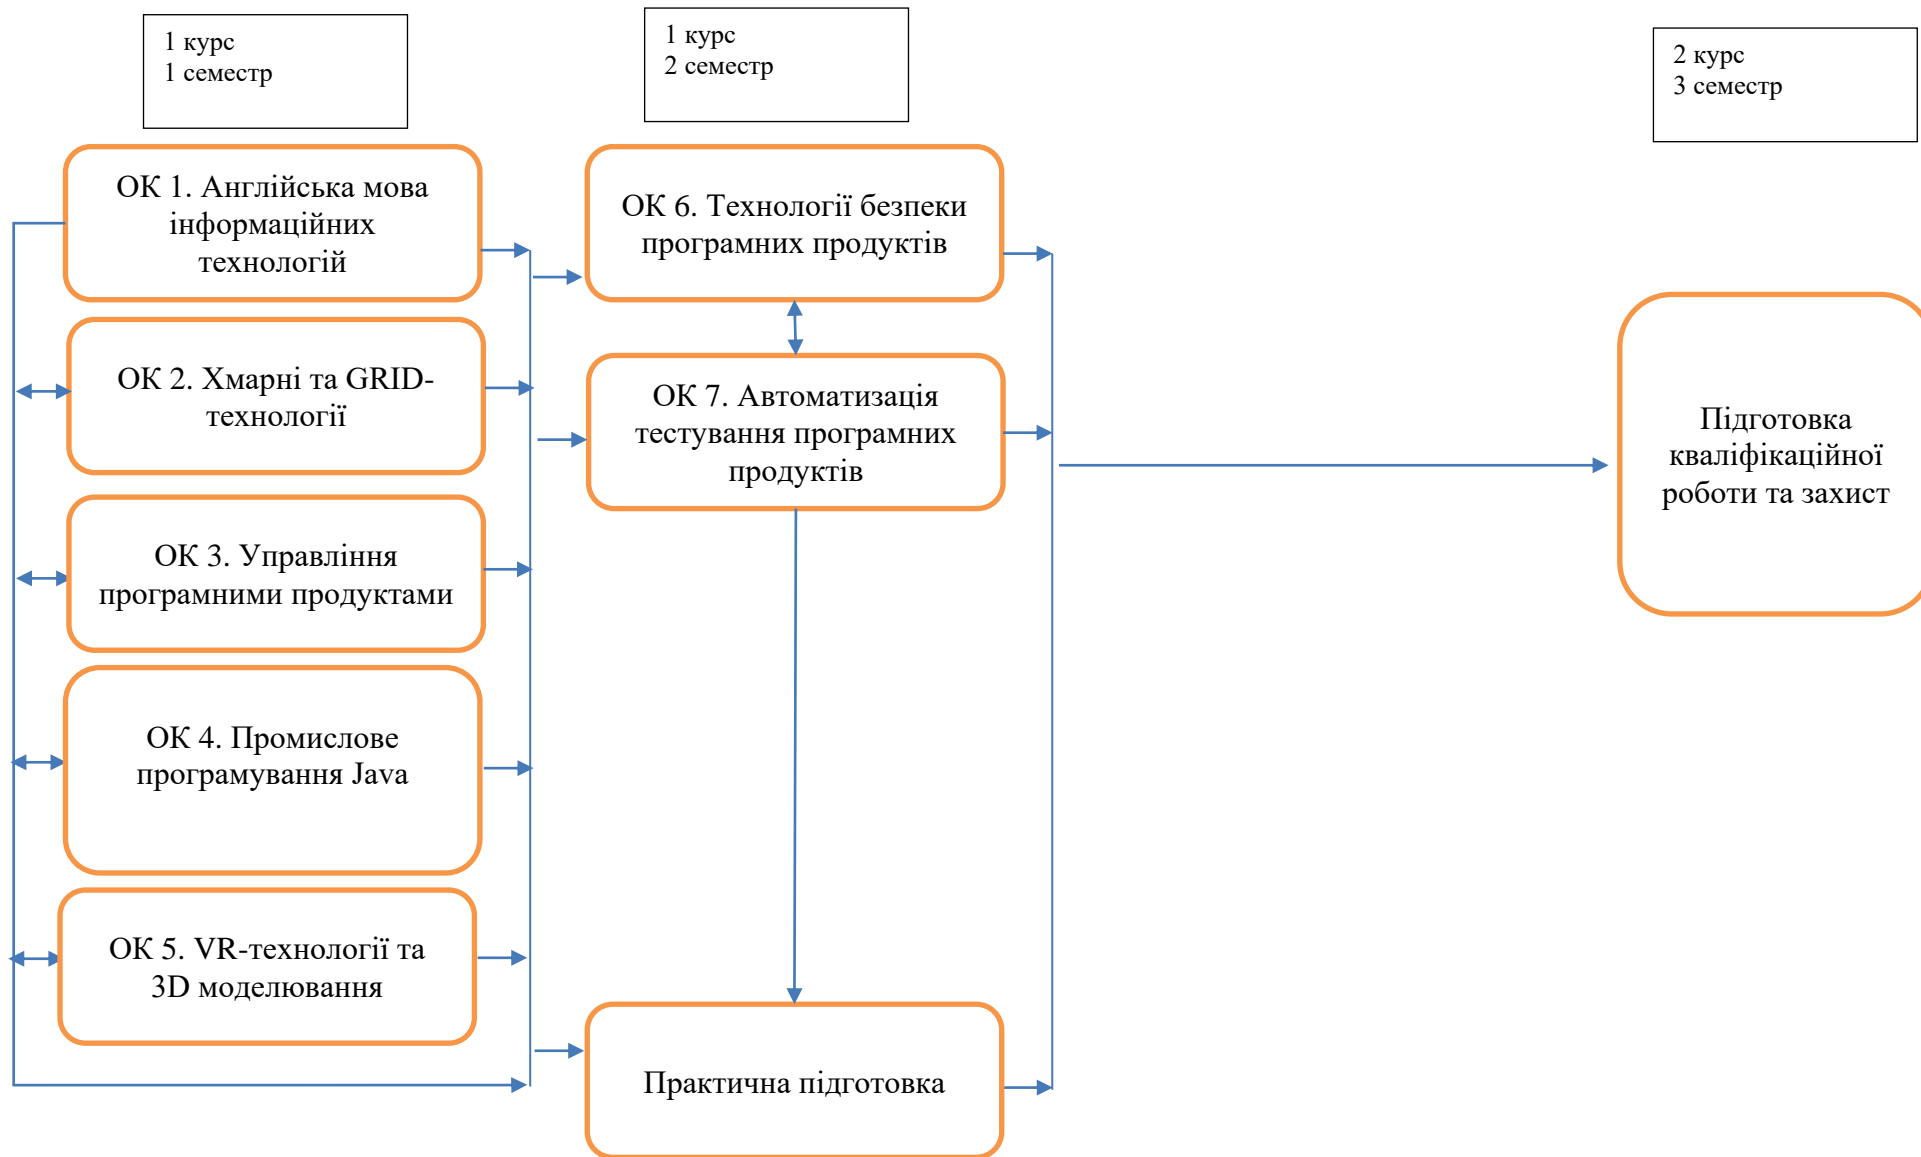 1 курс
1 семестр
1 курс
2 семестр
2 курс
3 семестр
ОК 1. Англійська мова
інформаційних
технологій
ОК 2. Хмарні та GRID-
технології
ОК 3. Управління
програмними продуктами
ОК 4. Промислове
програмування Java
ОК 5. VR-технології та
3D моделювання
ОК 6. Технології безпеки
програмних продуктів
ОК 7. Автоматизація
тестування програмних
продуктів
Практична підготовка
Підготовка
кваліфікаційної
роботи та захист